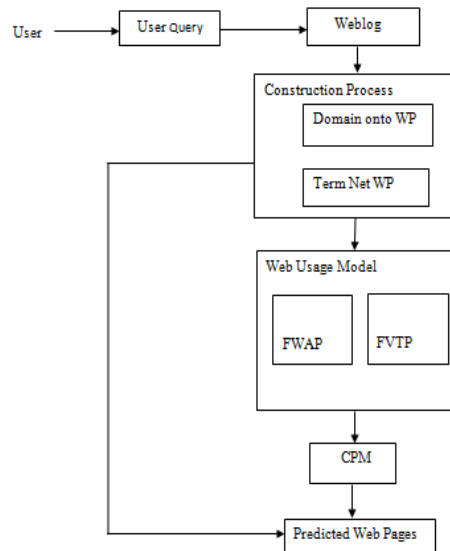 User
User Query
Weblog
Construction Process
Domain onto WP
Term Net WP
Web Usage Model
FWAP
FVTP
CPM
Predicted Web Pages